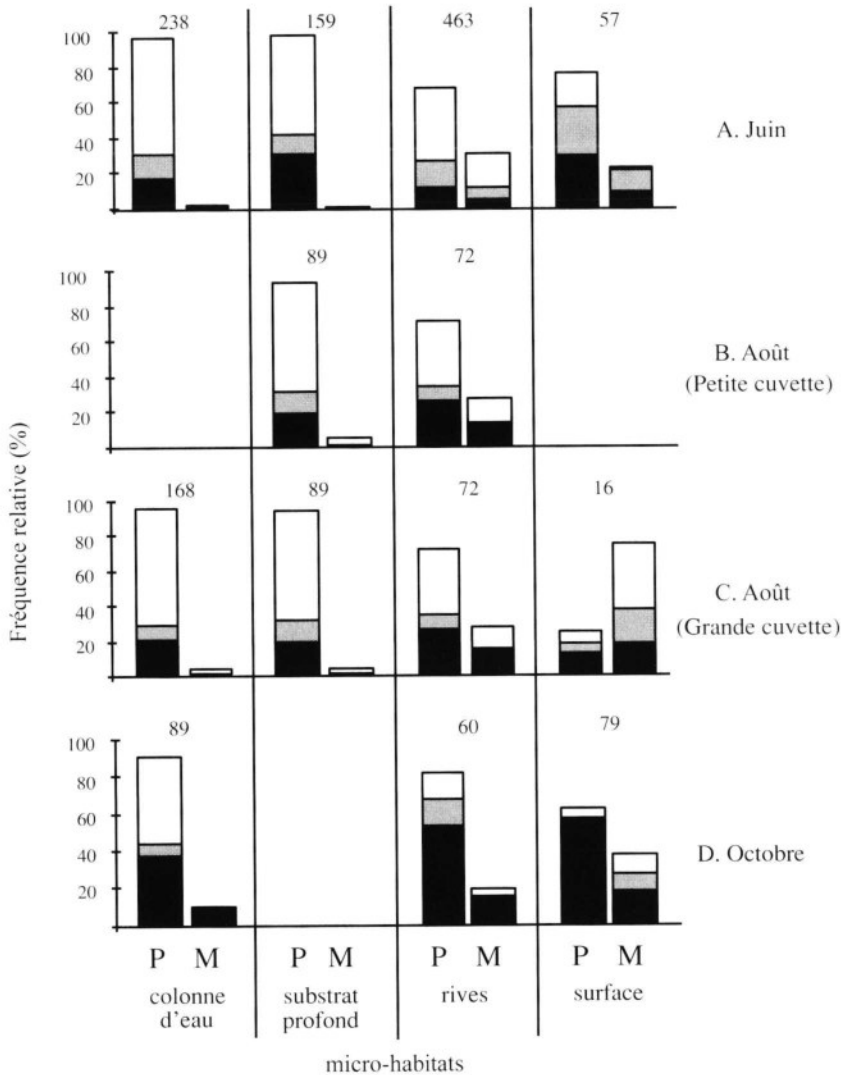 238 159 463 57
100
80
60
40
20
A. Juin
89 72
100
80
60
40
20
B. Août
(Petite cuvette)
Fréquence relative (%)
168 89 72 16
100
80
60
40
20
C. Août
(Grande cuvette)
89 60 79
100
80
60
40
20
D. Octobre
P M P M P M P M
colonne d'eau
substrat profond
rives
surface
micro-habitats